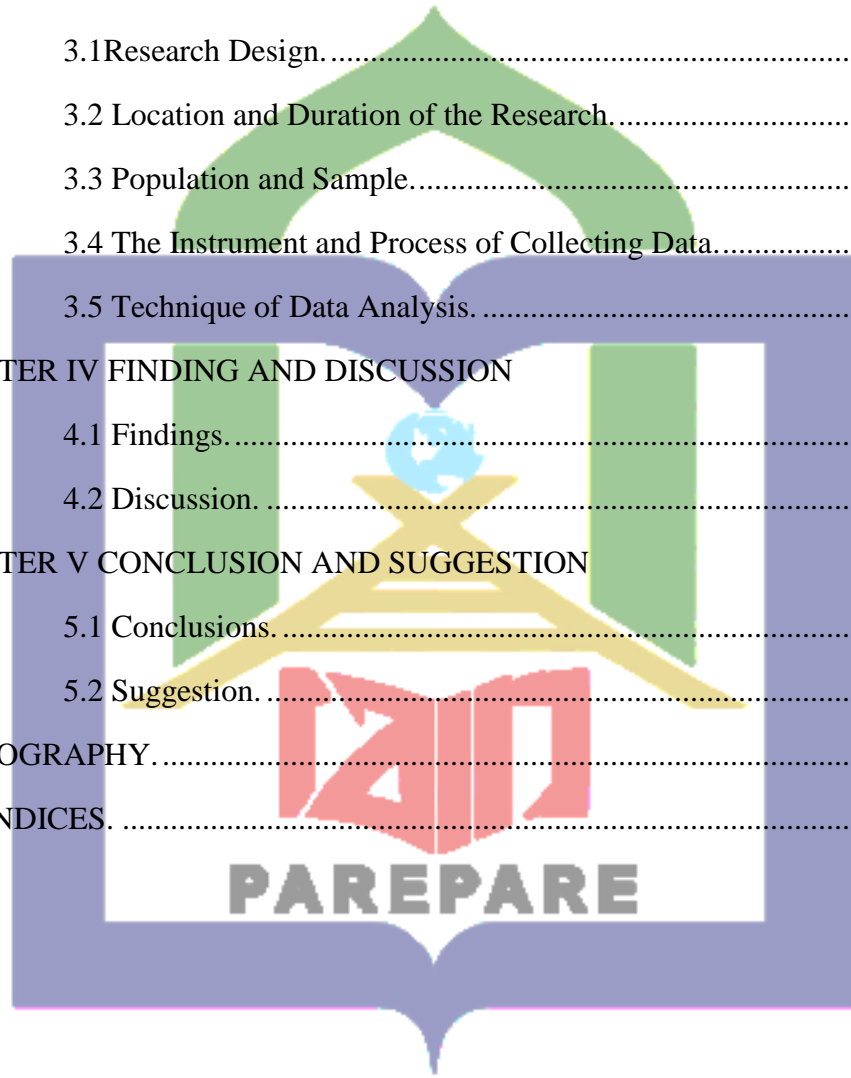 3.1Research Design. ........................................................................
3.2 Location and Duration of the Research. ................................
3.3 Population and Sample. ........................................................
3.4 The Instrument and Process of Collecting Data. ................
3.5 Technique of Data Analysis. ................................................
TER IV FINDING AND DISCUSSION
4.1 Findings. ................................................................................
4.2 Discussion. ............................................................................
TER V CONCLUSION AND SUGGESTION
5.1 Conclusions. ..........................................................................
5.2 Suggestion. ............................................................................
OGRAPHY. ..................................................................................
NDICES. ......................................................................................
iain
PAREPARE